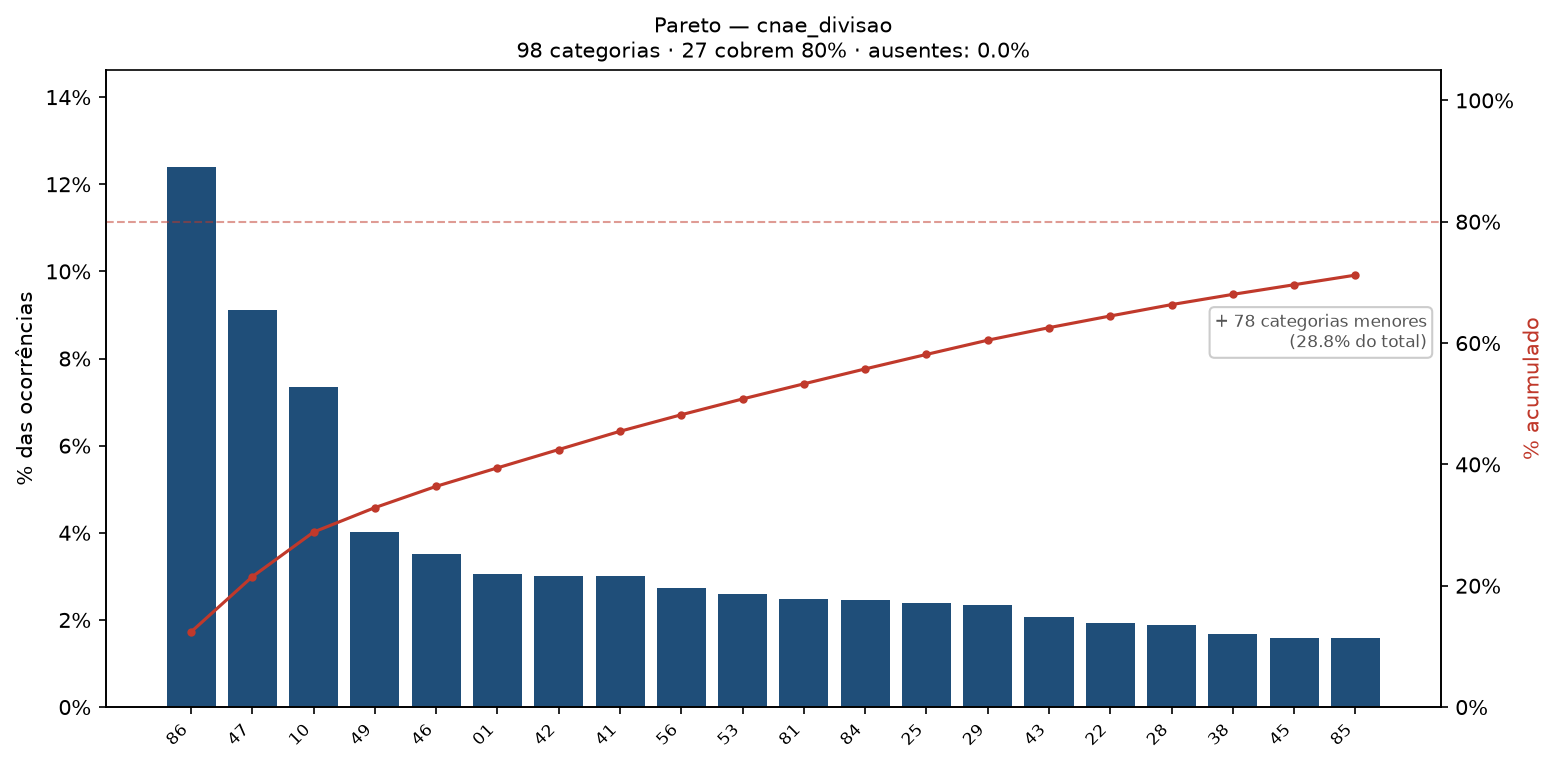 Pareto — cnae_divisao
98 categorias · 27 cobrem 80% · ausentes: 0.0%
14%
12%
10%
8%
6%
4%
2%
0%
% das ocorrências
100%
80%
60%
40%
20%
0%
% acumulado
+ 78 categorias menores
(28.8% do total)
86 47 10 49 46 01 42 41 56 53 81 84 25 29 43 22 28 38 45 85